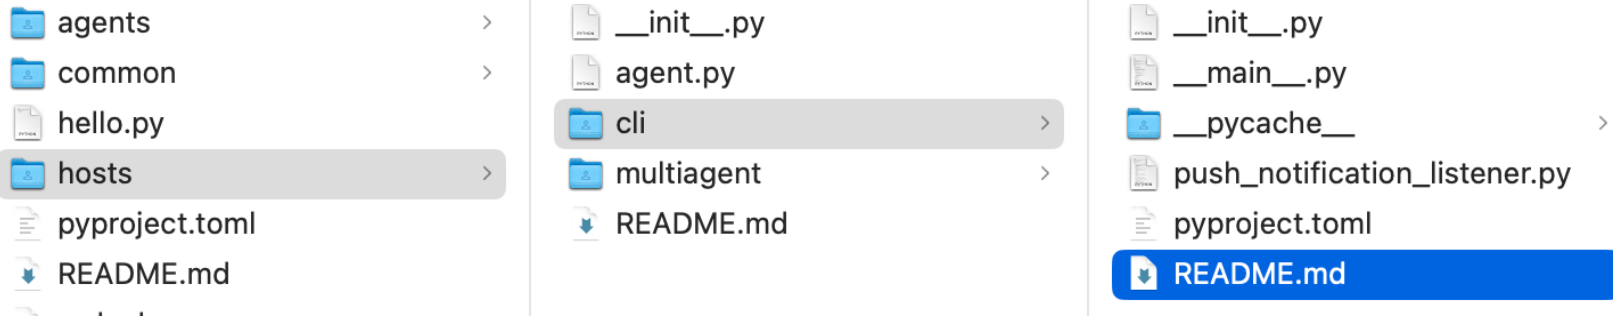 agents
common
hello.py
hosts
pyproject.toml
README.md
__init__.py
agent.py
cli
multiagent
README.md
__init__.py
__main__.py
__pycache__
push_notification_listener.py
pyproject.toml
README.md